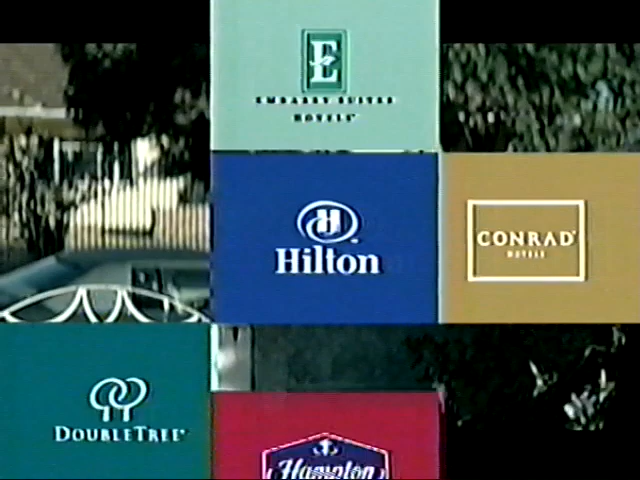 E
EMBASSY SUITES
HOTELS®
H
Hilton
CONRAD®
HOTELS
DOUBLETREE®
Hampton